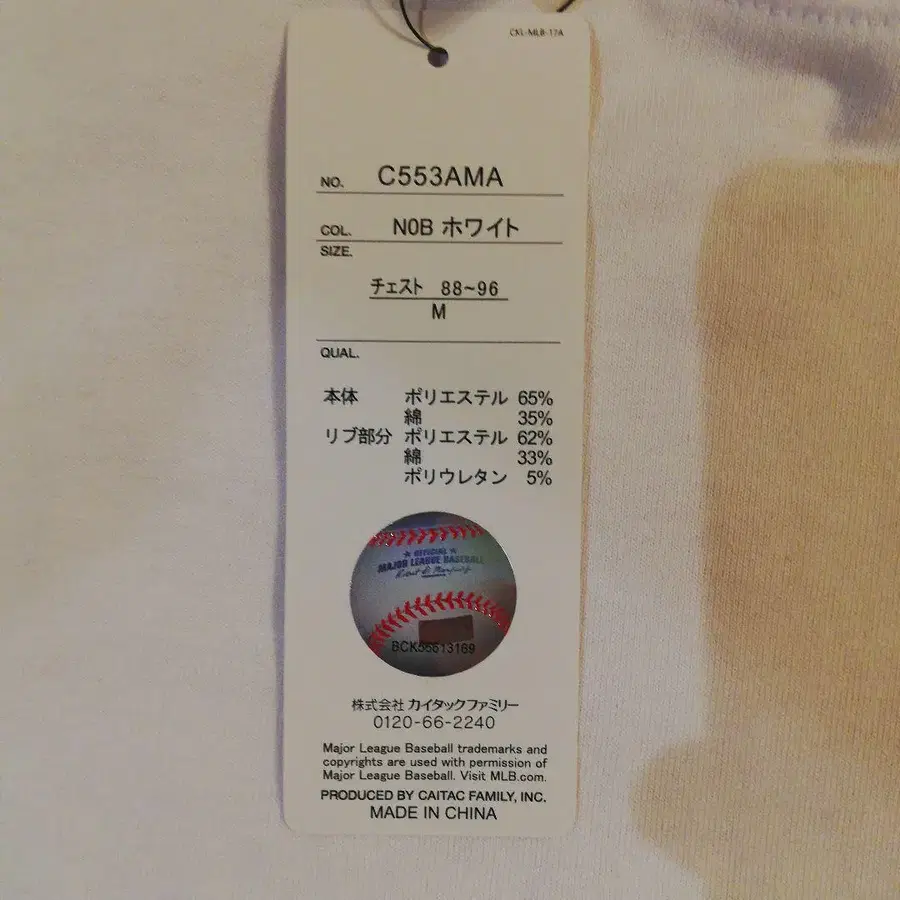 CKL-MLB-17A
NO. C553AMA
COL. N0B ホワイト
SIZE.
チェスト 88~96
M
QUAL.
本体 ポリエステル 65%
綿 35%
リブ部分 ポリエステル 62%
綿 33%
ポリウレタン 5%
★ OFFICIAL ★
MAJOR LEAGUE BASEBALL
株式会社 カイタックファミリー
0120-66-2240
Major League Baseball trademarks and
copyrights are used with permission of
Major League Baseball. Visit MLB.com.
PRODUCED BY CAITAC FAMILY, INC.
MADE IN CHINA